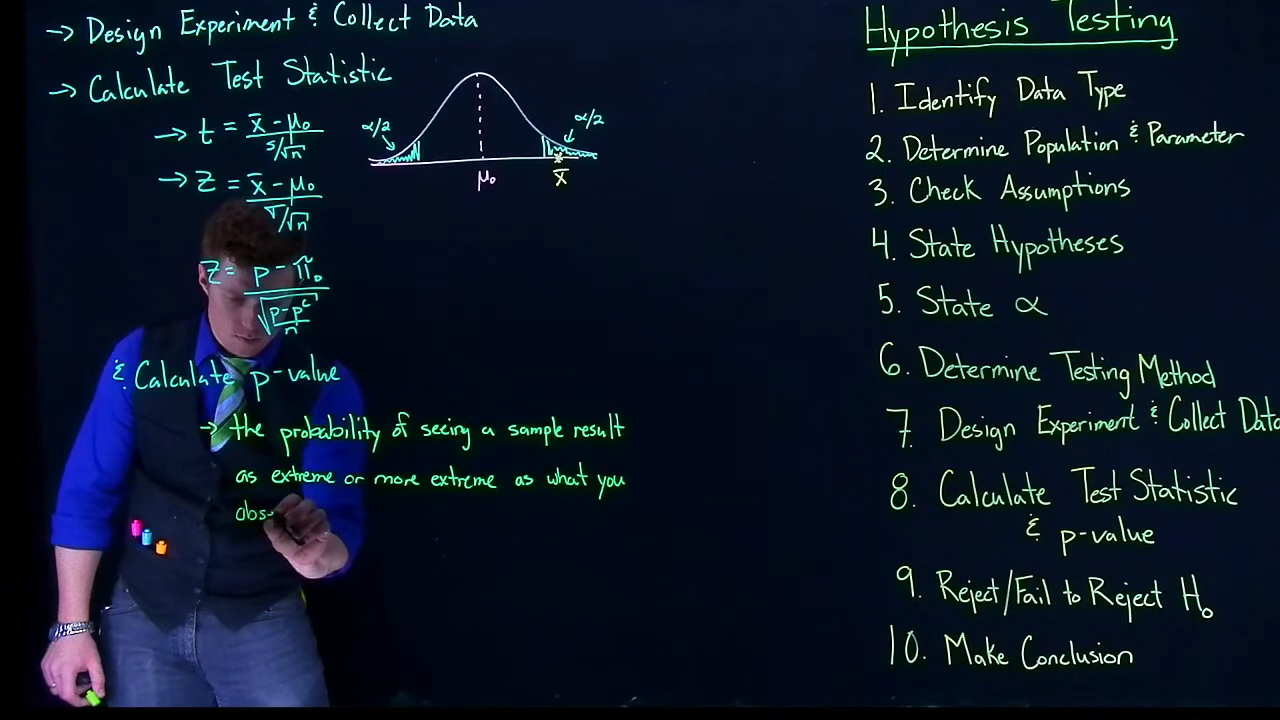 → Design Experiment & Collect Data
→ Calculate Test Statistic
→ t = x̄ - μ₀ / s/√n
→ Z = x̄ - μ₀ / σ/√n
Z = p - π₀ / √(p-p²/n)
α/2
α/2
μ₀
x̄
& Calculate p-value
→ the probability of seeing a sample result
as extreme or more extreme as what you
Hypothesis Testing
1. Identify Data Type
2. Determine Population & Parameter
3. Check Assumptions
4. State Hypotheses
5. State α
6. Determine Testing Method
7. Design Experiment & Collect Data
8. Calculate Test Statistic
& p-value
9. Reject/Fail to Reject H₀
10. Make Conclusion